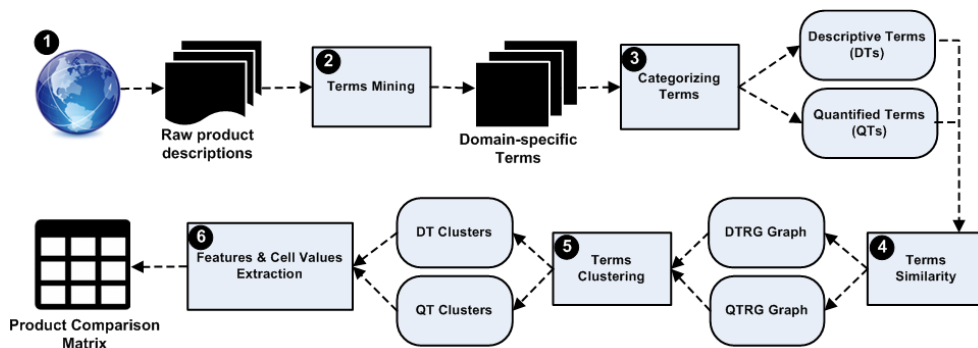 1
Raw product
descriptions
2
Terms Mining
Domain-specific
Terms
3
Categorizing
Terms
Descriptive Terms
(DTs)
Quantified Terms
(QTs)
4
Terms
Similarity
DTRG Graph
QTRG Graph
5
Terms
Clustering
DT Clusters
QT Clusters
6
Features & Cell Values
Extraction
Product Comparison
Matrix